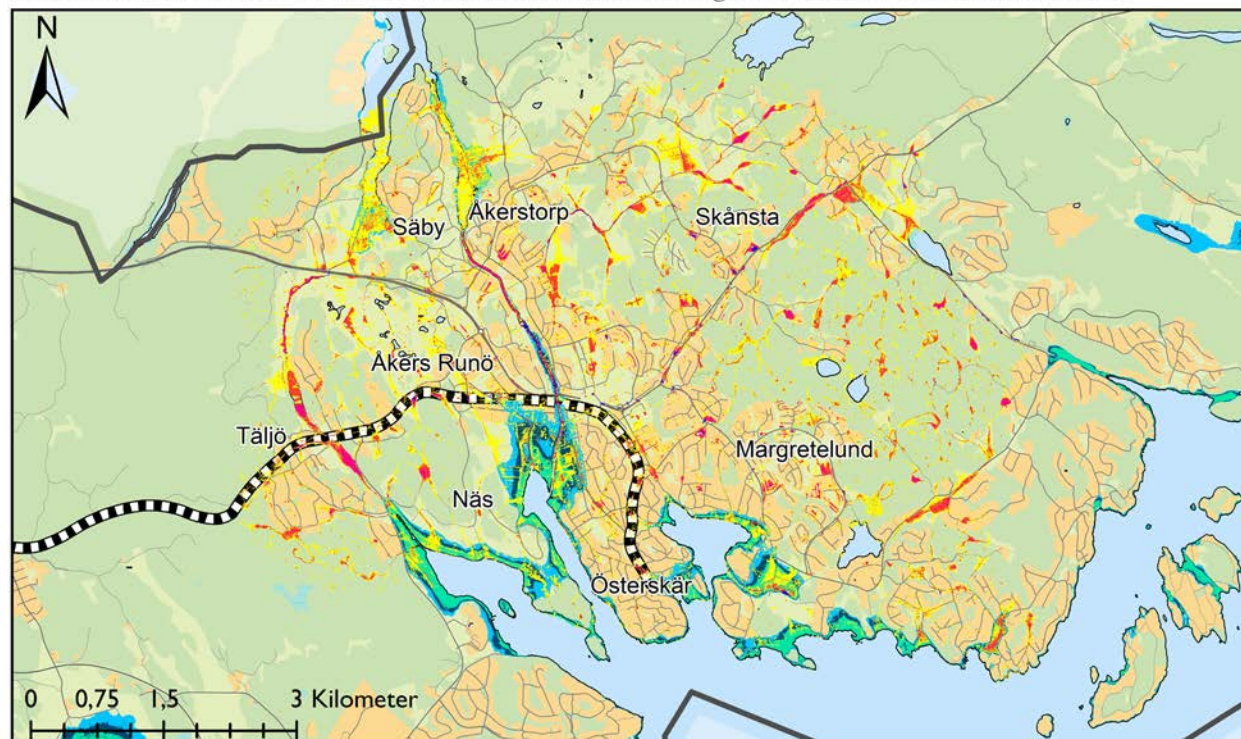 N
Säby
Åkerstorp
Skånsta
Åkers Runö
Täljö
Margretelund
Näs
Österskär
0 0,75 1,5 3 Kilometer